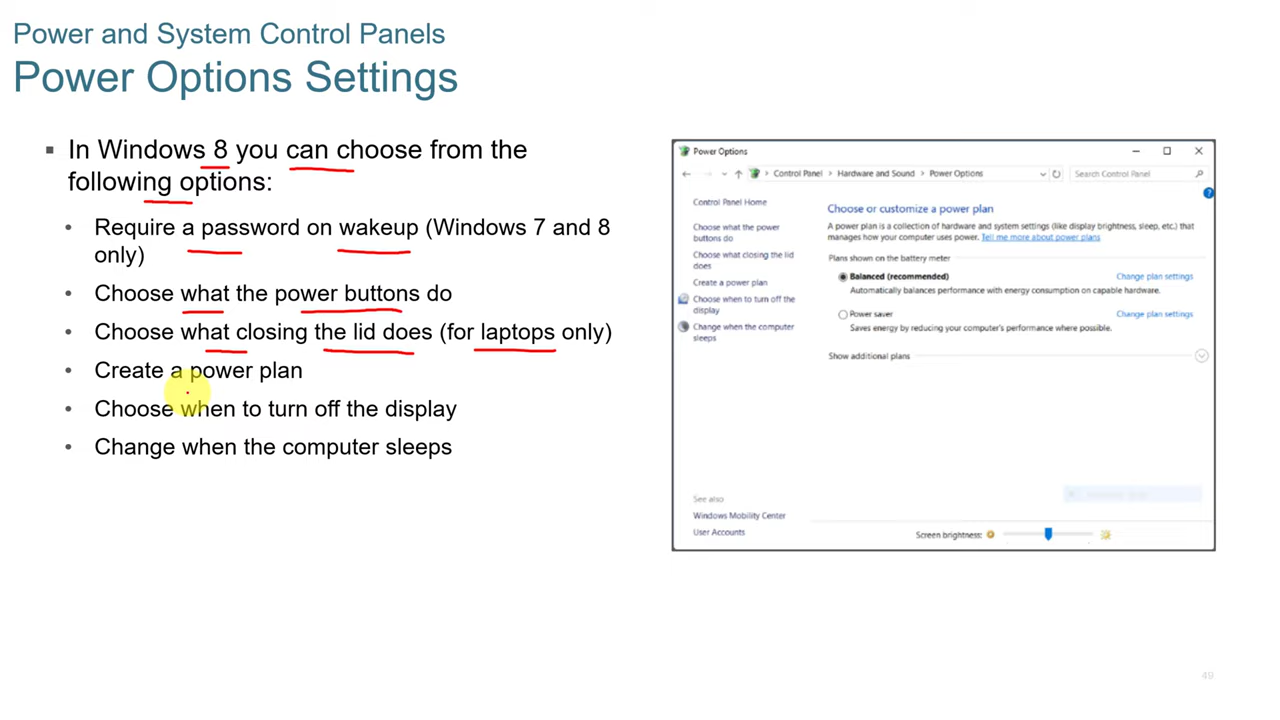 Power and System Control Panels
Power Options Settings
In Windows 8 you can choose from the
following options:
Require a password on wakeup (Windows 7 and 8
only)
Choose what the power buttons do
Choose what closing the lid does (for laptops only)
Create a power plan
Choose when to turn off the display
Change when the computer sleeps
Power Options
Control Panel
Hardware and Sound
Power Options
Search Control Panel
Control Panel Home
Choose what the power
buttons do
Choose what closing the lid
does
Create a power plan
Choose when to turn off the
display
Change when the computer
sleeps
Choose or customize a power plan
A power plan is a collection of hardware and system settings (like display brightness, sleep, etc.) that
manages how your computer uses power. Tell me more about power plans
Plans shown on the battery meter
Balanced (recommended) Change plan settings
Automatically balances performance with energy consumption on capable hardware.
Power saver Change plan settings
Saves energy by reducing your computer's performance where possible.
Show additional plans
See also
Windows Mobility Center
User Accounts
Screen brightness:
49